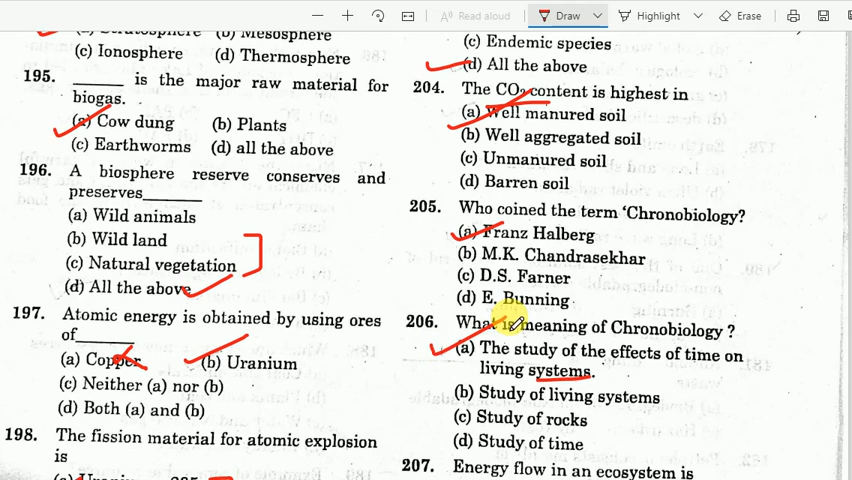 Read aloud
Draw
Highlight
Erase
(b) Mesosphere
(c) Ionosphere (d) Thermosphere
195. ______ is the major raw material for
biogas.
(a) Cow dung (b) Plants
(c) Earthworms (d) all the above
196. A biosphere reserve conserves and
preserves______
(a) Wild animals
(b) Wild land
(c) Natural vegetation
(d) All the above
197. Atomic energy is obtained by using ores
of______
(a) Copper (b) Uranium
(c) Neither (a) nor (b)
(d) Both (a) and (b)
198. The fission material for atomic explosion
is
(c) Endemic species
(d) All the above
204. The CO2 content is highest in
(a) Well manured soil
(b) Well aggregated soil
(c) Unmanured soil
(d) Barren soil
205. Who coined the term 'Chronobiology?
(a) Franz Halberg
(b) M.K. Chandrasekhar
(c) D.S. Farner
(d) E. Bunning
206. What is meaning of Chronobiology ?
(a) The study of the effects of time on
living systems.
(b) Study of living systems
(c) Study of rocks
(d) Study of time
207. Energy flow in an ecosystem is